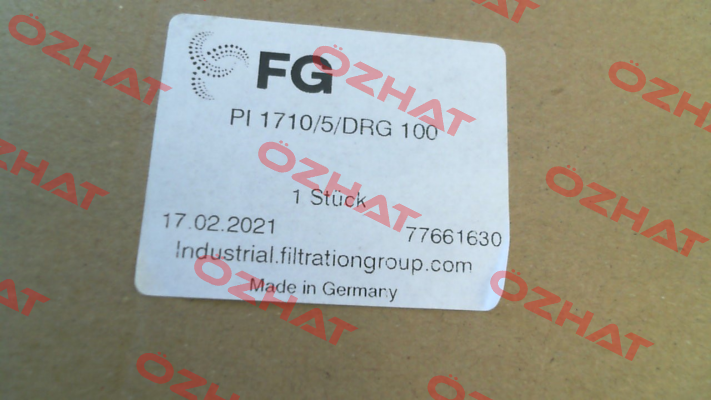 FG
PI 1710/5/DRG 100
1 Stück
17.02.2021 77661630
Industrial.filtrationgroup.com
Made in Germany
ÖZHAT
ÖZHAT
ÖZHAT
ÖZHAT
ÖZHAT
ÖZHAT
ÖZHAT
ÖZHAT
ÖZHAT
ÖZHAT
ÖZHAT